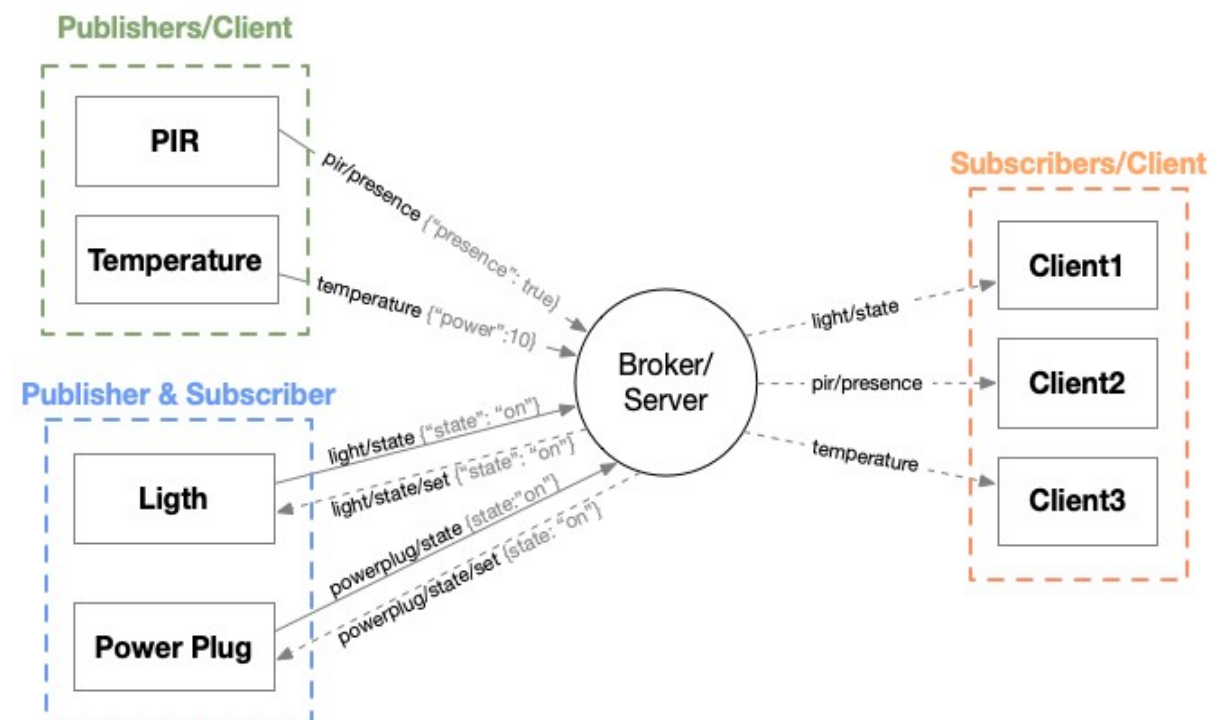 Publishers/Client
PIR
Temperature
pir/presence {“presence”: true}
temperature {“power”:10}
Publisher & Subscriber
Ligth
Power Plug
light/state {“state”: “on”}
light/state/set {“state”: “on”}
powerplug/state {state:”on”}
powerplug/state/set {state: “on”}
Broker/
Server
light/state
pir/presence
temperature
Subscribers/Client
Client1
Client2
Client3